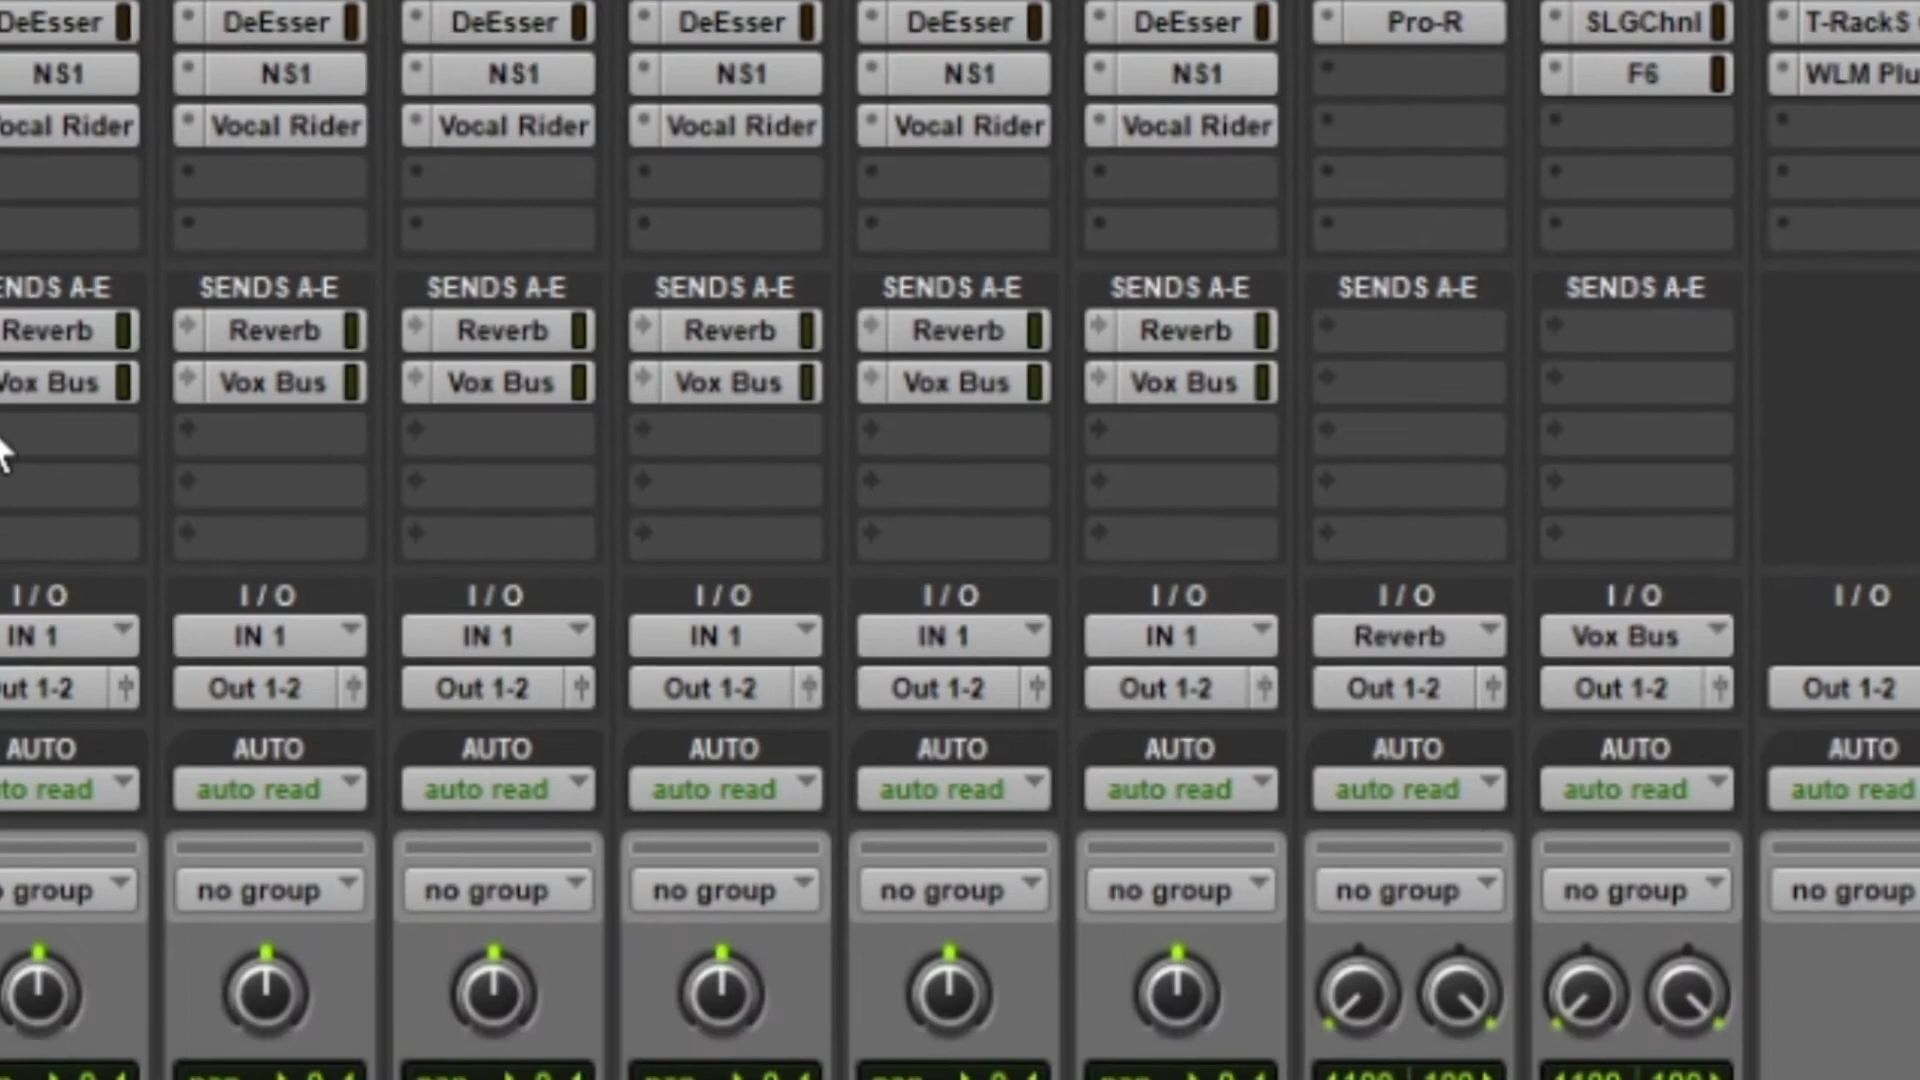 DeEsser DeEsser DeEsser DeEsser DeEsser DeEsser Pro-R SLGChnl T-RackS
NS1 NS1 NS1 NS1 NS1 NS1 F6 WLM Plu
ocal Rider Vocal Rider Vocal Rider Vocal Rider Vocal Rider Vocal Rider
ENDS A-E SENDS A-E SENDS A-E SENDS A-E SENDS A-E SENDS A-E SENDS A-E SENDS A-E
Reverb Reverb Reverb Reverb Reverb Reverb
Vox Bus Vox Bus Vox Bus Vox Bus Vox Bus Vox Bus
I / O I / O I / O I / O I / O I / O I / O I / O I / O
IN 1 IN 1 IN 1 IN 1 IN 1 IN 1 Reverb Vox Bus
ut 1-2 Out 1-2 Out 1-2 Out 1-2 Out 1-2 Out 1-2 Out 1-2 Out 1-2 Out 1-2
AUTO AUTO AUTO AUTO AUTO AUTO AUTO AUTO AUTO
to read auto read auto read auto read auto read auto read auto read auto read auto read
group no group no group no group no group no group no group no group no group